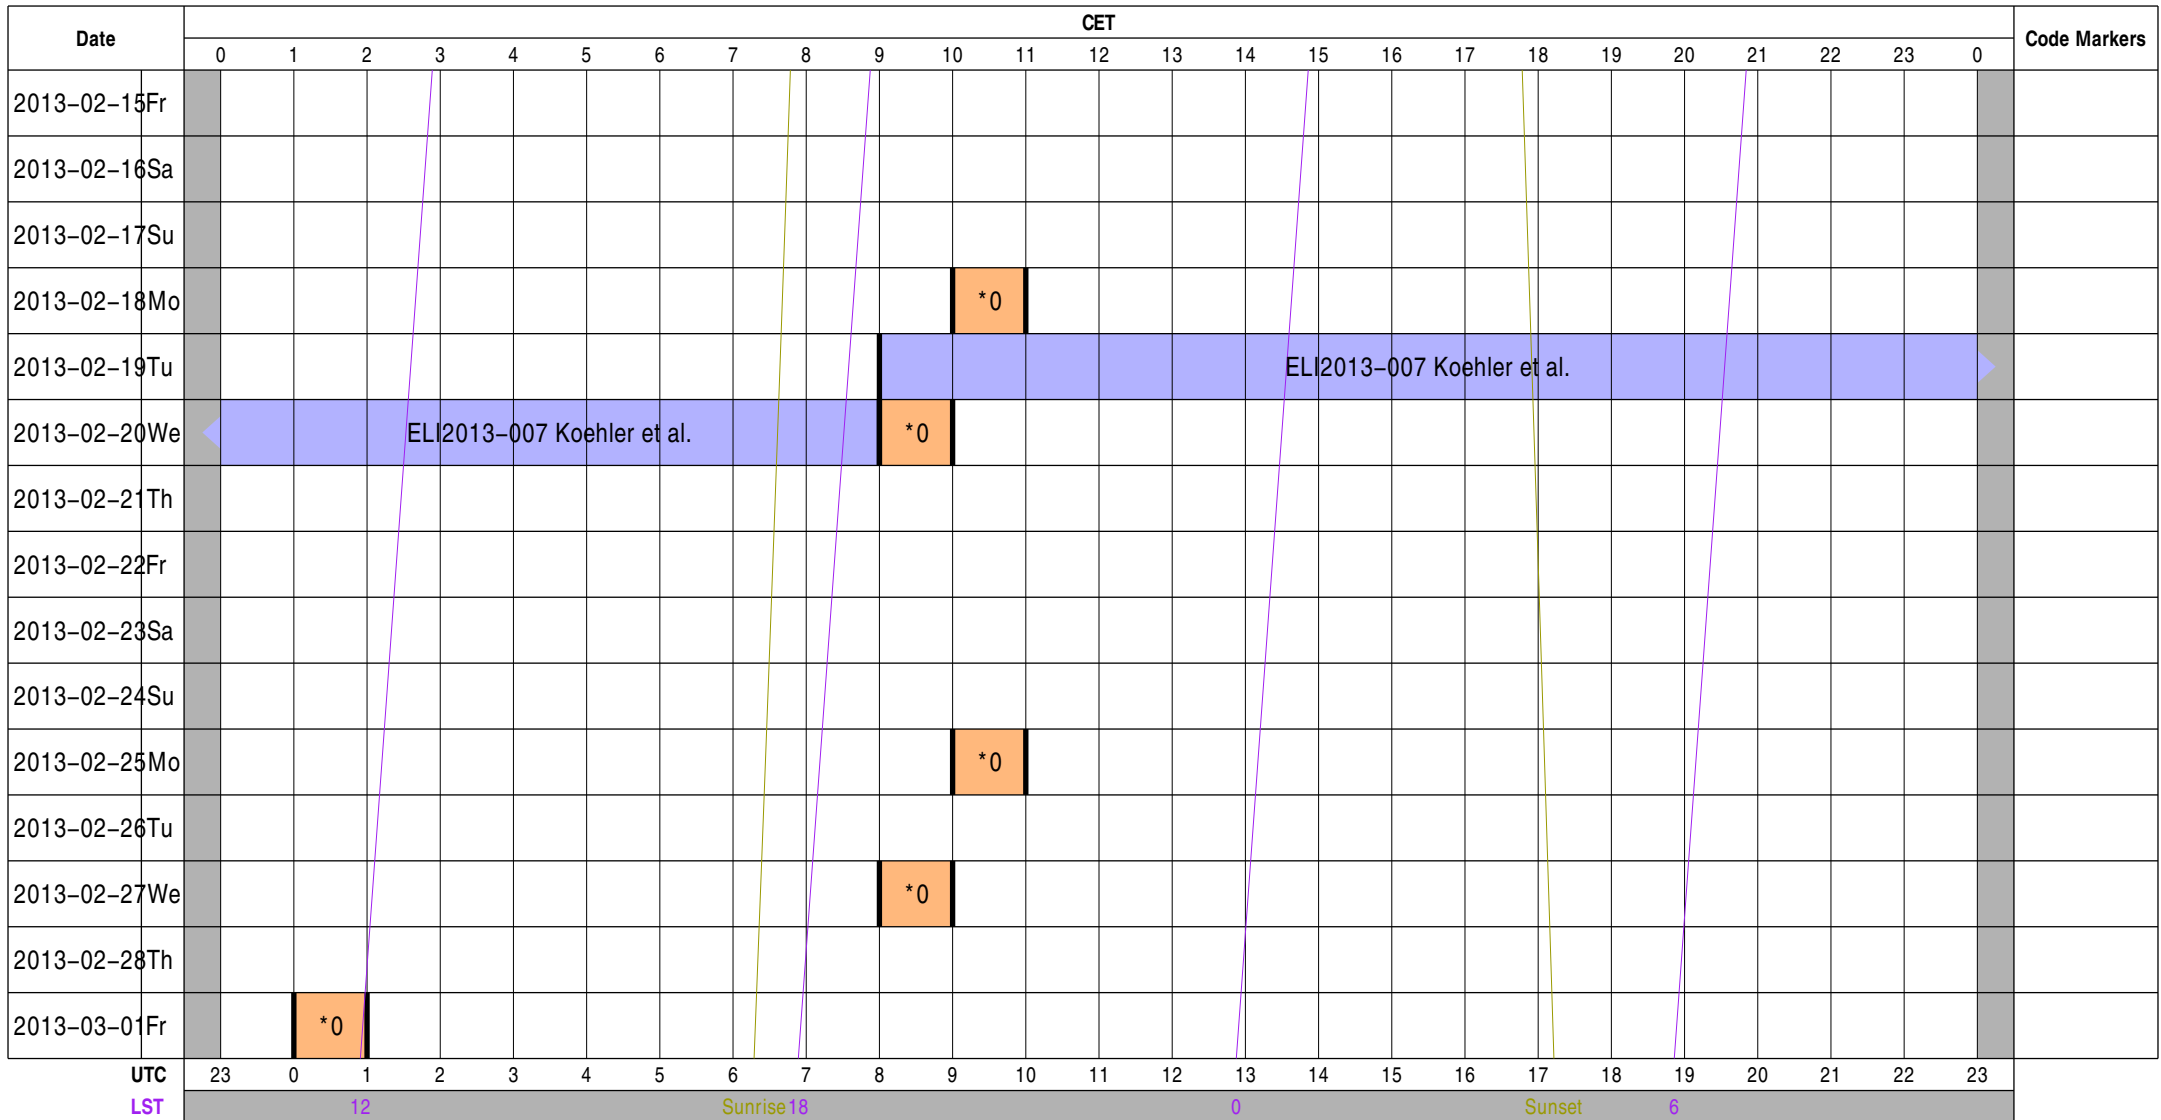 Date CET Code Markers
0 1 2 3 4 5 6 7 8 9 10 11 12 13 14 15 16 17 18 19 20 21 22 23 0
2013−02−15Fr
2013−02−16Sa
2013−02−17Su
2013−02−18Mo *0
2013−02−19Tu ELI2013−007 Koehler et al.
2013−02−20We ELI2013−007 Koehler et al. *0
2013−02−21Th
2013−02−22Fr
2013−02−23Sa
2013−02−24Su
2013−02−25Mo *0
2013−02−26Tu
2013−02−27We *0
2013−02−28Th
2013−03−01Fr *0
UTC 23 0 1 2 3 4 5 6 7 8 9 10 11 12 13 14 15 16 17 18 19 20 21 22 23
LST 12 Sunrise 18 0 Sunset 6